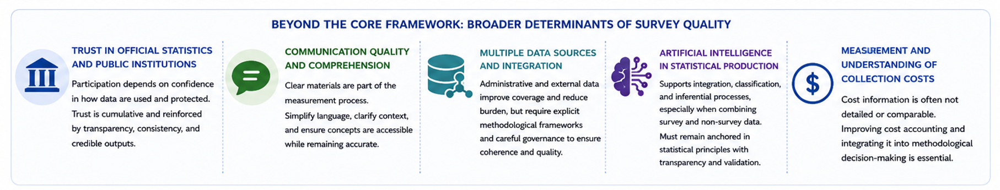 BEYOND THE CORE FRAMEWORK: BROADER DETERMINANTS OF SURVEY QUALITY
TRUST IN OFFICIAL STATISTICS
AND PUBLIC INSTITUTIONS
Participation depends on confidence
in how data are used and protected.
Trust is cumulative and reinforced
by transparency, consistency, and
credible outputs.
COMMUNICATION QUALITY
AND COMPREHENSION
Clear materials are part of the
measurement process.
Simplify language, clarify context,
and ensure concepts are accessible
while remaining accurate.
MULTIPLE DATA SOURCES
AND INTEGRATION
Administrative and external data
improve coverage and reduce
burden, but require explicit
methodological frameworks
and careful governance to ensure
coherence and quality.
ARTIFICIAL INTELLIGENCE
IN STATISTICAL PRODUCTION
Supports integration, classification,
and inferential processes,
especially when combining
survey and non-survey data.
Must remain anchored in
statistical principles with
transparency and validation.
$
MEASUREMENT AND
UNDERSTANDING OF
COLLECTION COSTS
Cost information is often not
detailed or comparable.
Improving cost accounting and
integrating it into methodological
decision-making is essential.